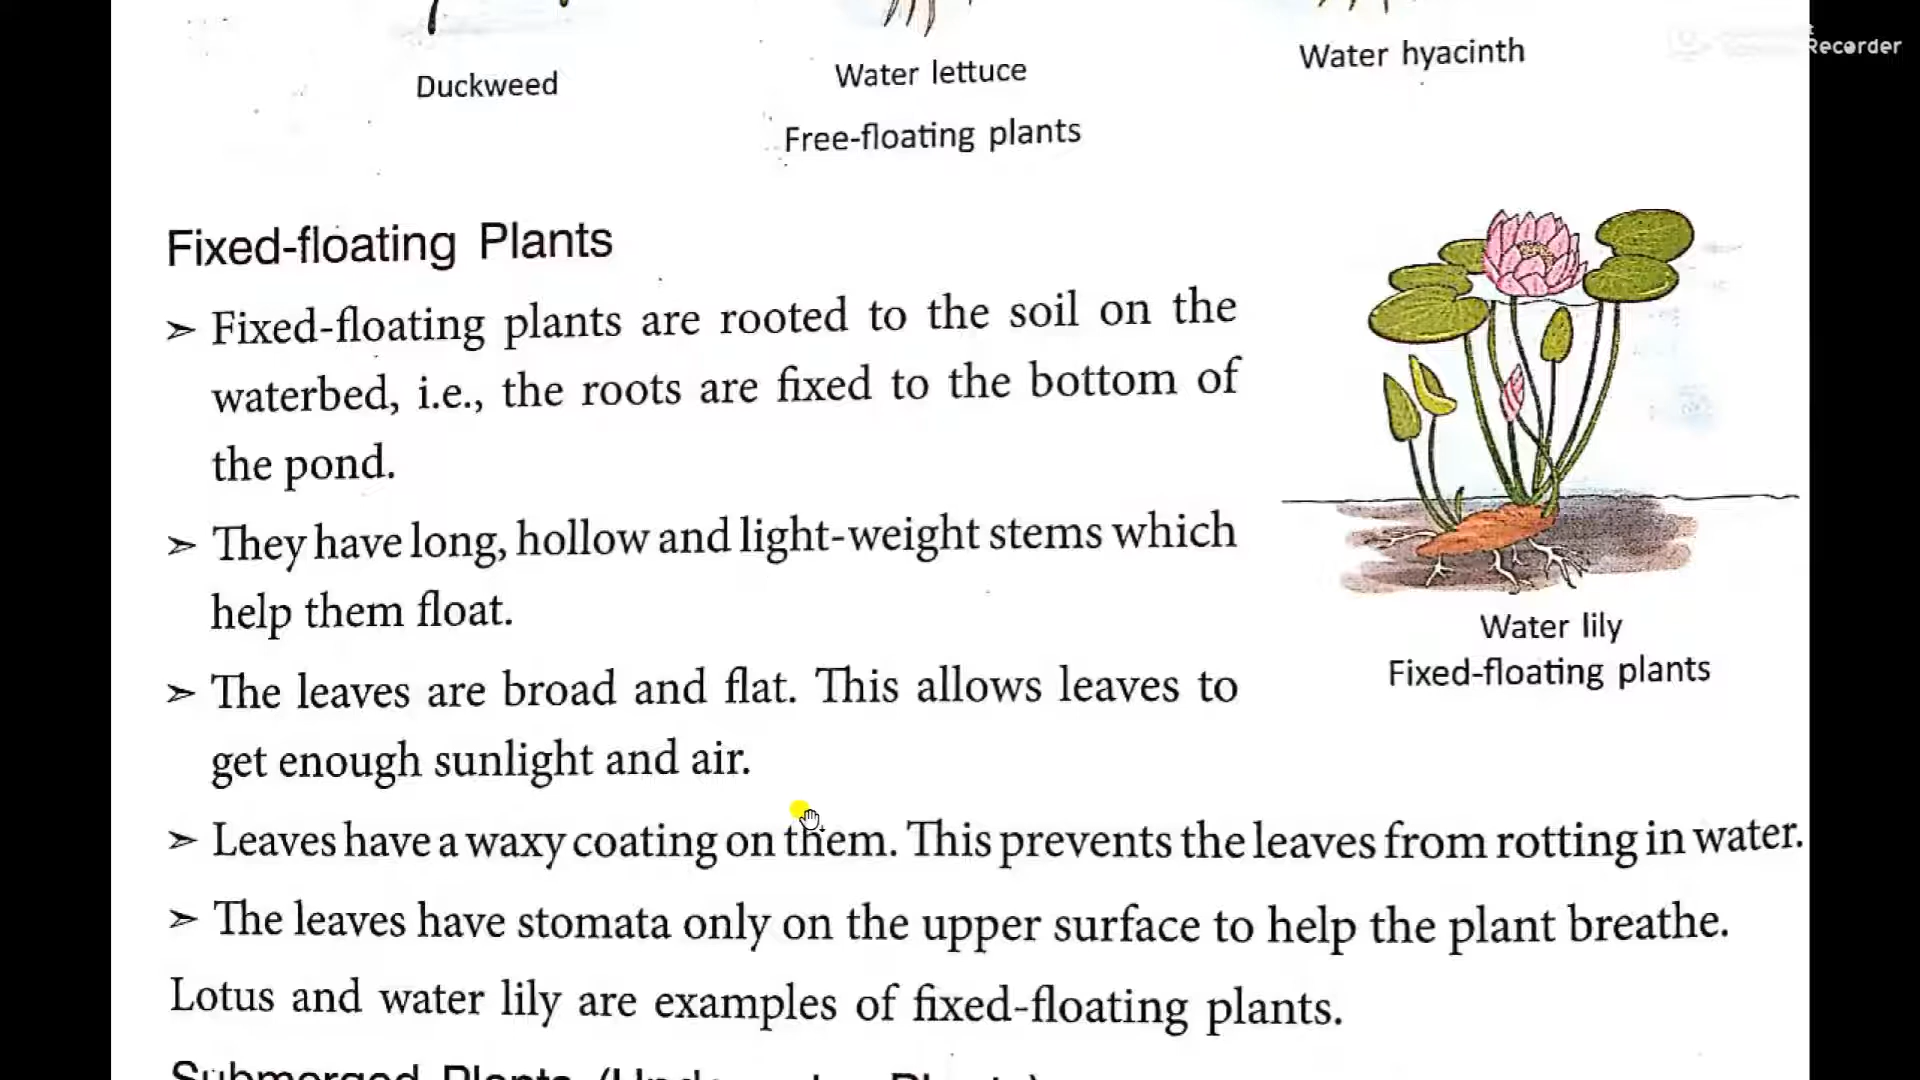 Recorder
Duckweed
Water lettuce
Water hyacinth
Free-floating plants
Fixed-floating Plants
➢ Fixed-floating plants are rooted to the soil on the
waterbed, i.e., the roots are fixed to the bottom of
the pond.
➢ They have long, hollow and light-weight stems which
help them float.
➢ The leaves are broad and flat. This allows leaves to
get enough sunlight and air.
Water lily
Fixed-floating plants
➢ Leaves have a waxy coating on them. This prevents the leaves from rotting in water.
➢ The leaves have stomata only on the upper surface to help the plant breathe.
Lotus and water lily are examples of fixed-floating plants.
Submerged Plants (Underwater Plants)